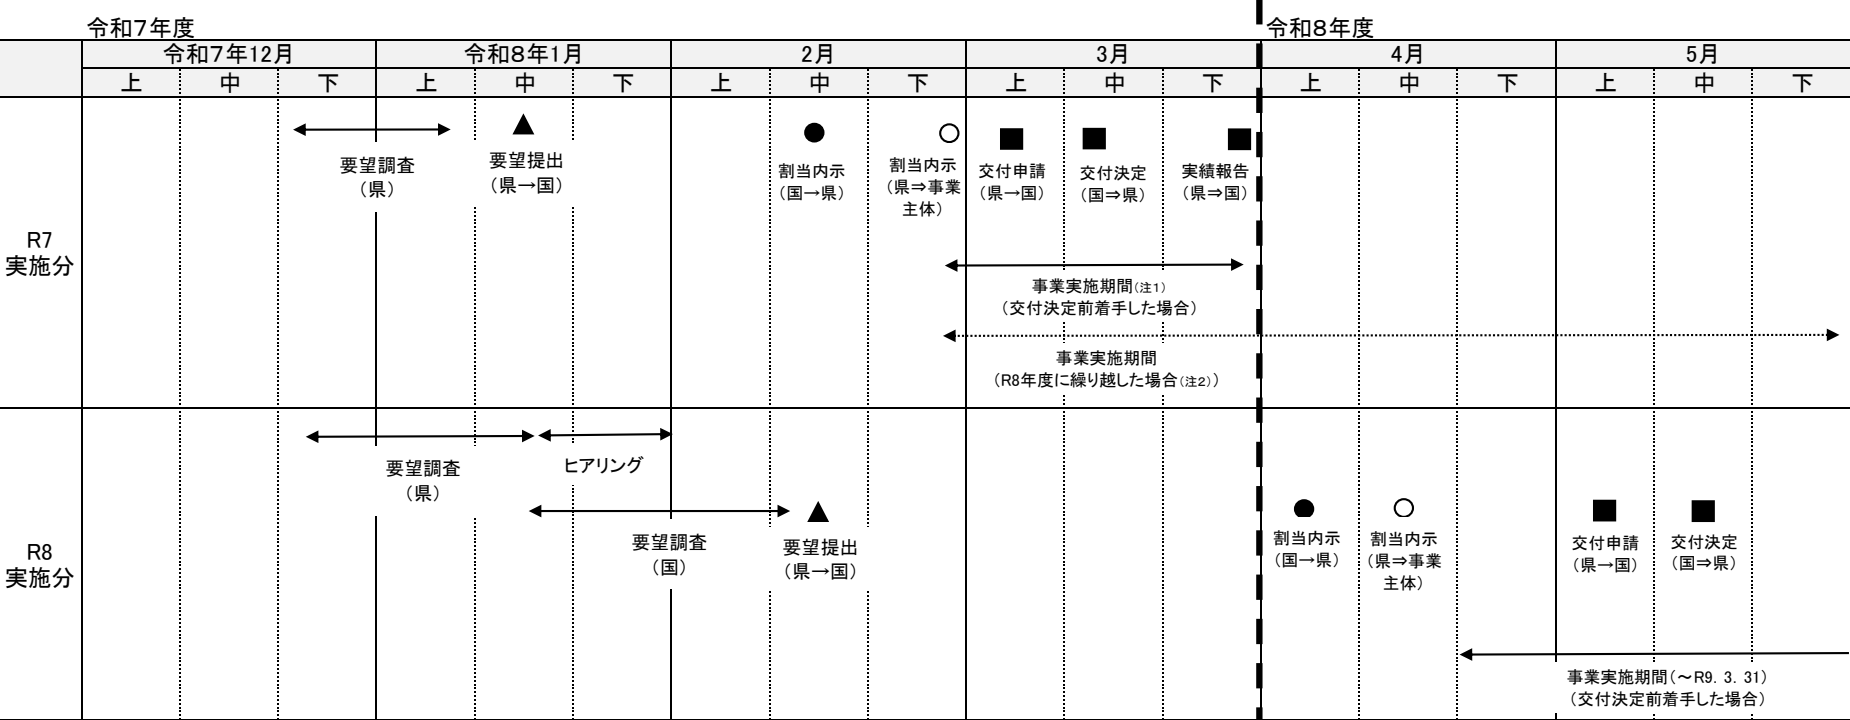 令和7年度
令和8年度
令和7年12月
令和8年1月
2月
3月
4月
5月
上 中 下 上 中 下 上 中 下 上 中 下 上 中 下 上 中 下
R7
実施分
要望調査
（県）
▲
要望提出
（県→国）
●
割当内示
（国→県）
○
割当内示
（県⇒事業
主体）
■
交付申請
（県→国）
■
交付決定
（国⇒県）
■
実績報告
（県⇒国）
事業実施期間（注1）
（交付決定前着手した場合）
事業実施期間
（R8年度に繰り越した場合（注2））
R8
実施分
要望調査
（県）
ヒアリング
要望調査
（国）
▲
要望提出
（県→国）
●
割当内示
（国→県）
○
割当内示
（県⇒事業
主体）
■
交付申請
（県→国）
■
交付決定
（国⇒県）
事業実施期間（～R9．3．31）
（交付決定前着手した場合）